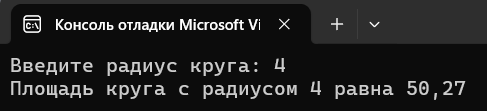 Консоль отладки Microsoft Vi
Введите радиус круга: 4
Площадь круга с радиусом 4 равна 50,27